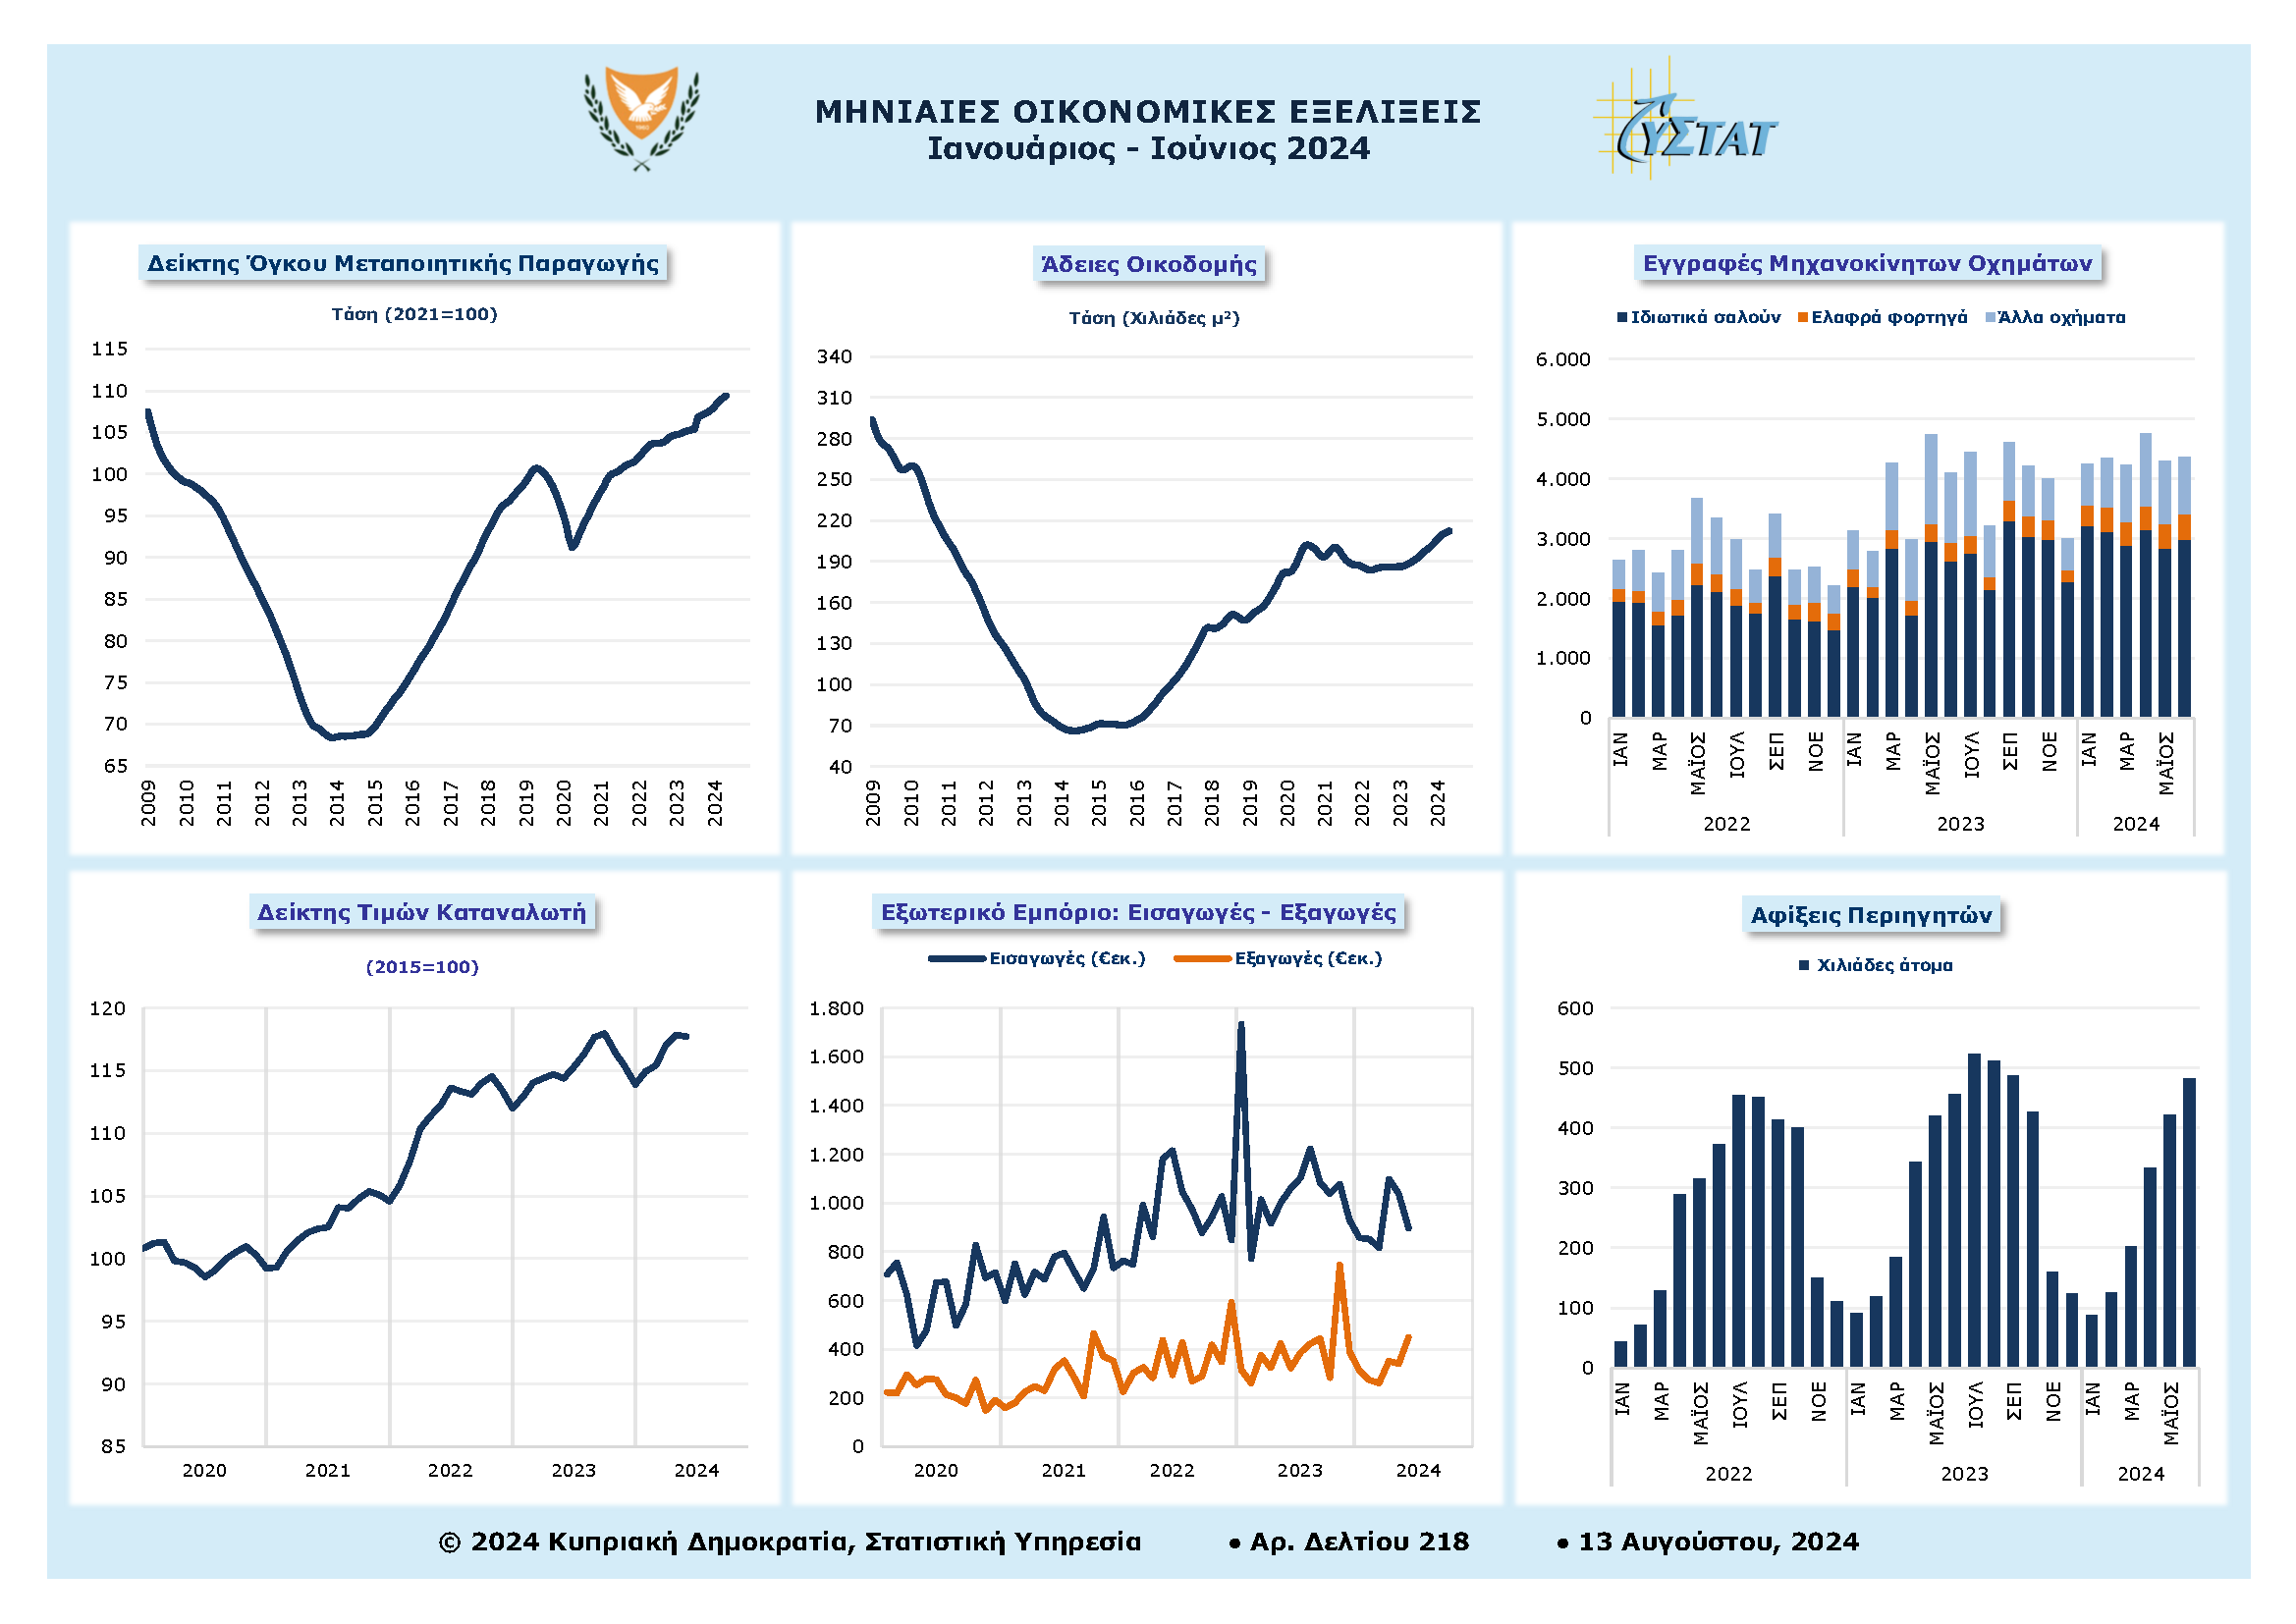 1960
ΜΗΝΙΑΙΕΣ ΟΙΚΟΝΟΜΙΚΕΣ ΕΞΕΛΙΞΕΙΣ
Ιανουάριος - Ιούνιος 2024
ΥΣΤΑΤ
Δείκτης Όγκου Μεταποιητικής Παραγωγής
Τάση (2021=100)
115
110
105
100
95
90
85
80
75
70
65
2009 2010 2011 2012 2013 2014 2015 2016 2017 2018 2019 2020 2021 2022 2023 2024
Άδειες Οικοδομής
Τάση (Χιλιάδες μ²)
340
310
280
250
220
190
160
130
100
70
40
2009 2010 2011 2012 2013 2014 2015 2016 2017 2018 2019 2020 2021 2022 2023 2024
Εγγραφές Μηχανοκίνητων Οχημάτων
Ιδιωτικά σαλούν Ελαφρά φορτηγά Άλλα οχήματα
6.000
5.000
4.000
3.000
2.000
1.000
0
ΙΑΝ ΜΑΡ ΜΑΪΟΣ ΙΟΥΛ ΣΕΠ ΝΟΕ ΙΑΝ ΜΑΡ ΜΑΪΟΣ ΙΟΥΛ ΣΕΠ ΝΟΕ ΙΑΝ ΜΑΡ ΜΑΪΟΣ
2022 2023 2024
Δείκτης Τιμών Καταναλωτή
(2015=100)
120
115
110
105
100
95
90
85
2020 2021 2022 2023 2024
Εξωτερικό Εμπόριο: Εισαγωγές - Εξαγωγές
Εισαγωγές (€εκ.) Εξαγωγές (€εκ.)
1.800
1.600
1.400
1.200
1.000
800
600
400
200
0
2020 2021 2022 2023 2024
Αφίξεις Περιηγητών
Χιλιάδες άτομα
600
500
400
300
200
100
0
ΙΑΝ ΜΑΡ ΜΑΪΟΣ ΙΟΥΛ ΣΕΠ ΝΟΕ ΙΑΝ ΜΑΡ ΜΑΪΟΣ ΙΟΥΛ ΣΕΠ ΝΟΕ ΙΑΝ ΜΑΡ ΜΑΪΟΣ
2022 2023 2024
© 2024 Κυπριακή Δημοκρατία, Στατιστική Υπηρεσία • Αρ. Δελτίου 218 • 13 Αυγούστου, 2024